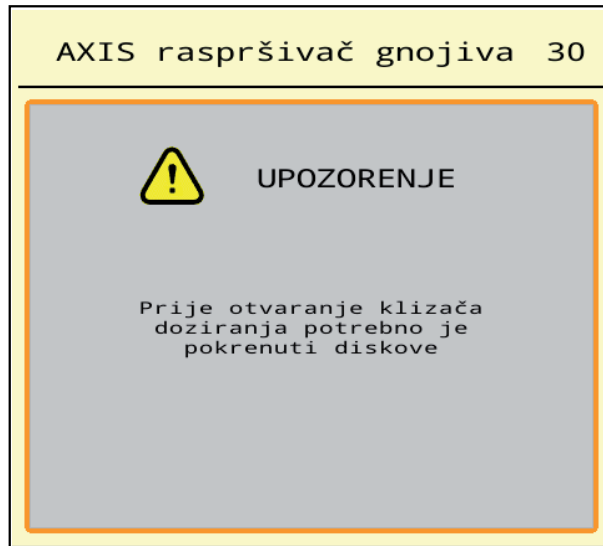 AXIS raspršivač gnojiva 30
UPOZORENJE
Prije otvaranje klizača
doziranja potrebno je
pokrenuti diskove